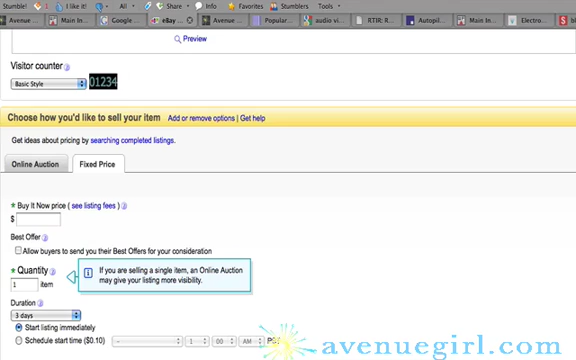 Stumble! 1 I like it! All Share Info Favorites Stumblers Tools
Avenue Main In... Google eBay Avenue Popular... audio vi... RTIR: R... Autopil... Main In... Electro...
Preview
Visitor counter
Basic Style 01234
Choose how you'd like to sell your item Add or remove options | Get help
Get ideas about pricing by searching completed listings.
Online Auction Fixed Price
* Buy It Now price ( see listing fees )
$
Best Offer
Allow buyers to send you their Best Offers for your consideration
* Quantity
1 item
If you are selling a single item, an Online Auction
may give your listing more visibility.
Duration
3 days
Start listing immediately
Schedule start time ($0.10) – 1 00 AM
avenuegirl.com